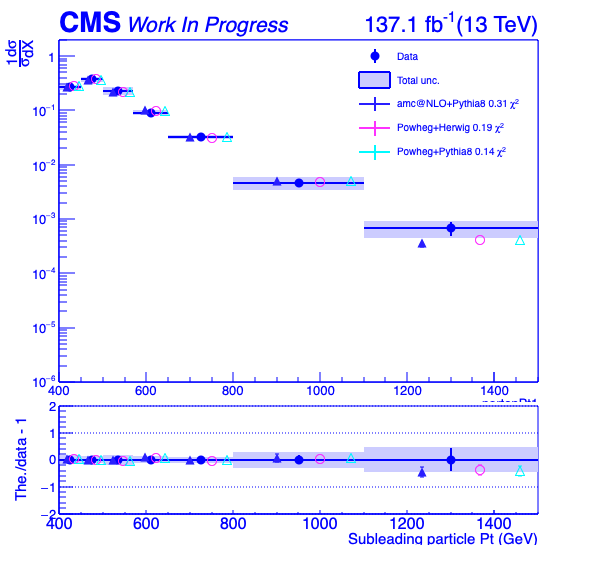 CMS Work In Progress 137.1 fb⁻¹(13 TeV)
1dσ
σdX
Data
Total unc.
amc@NLO+Pythia8 0.31 χ²
Powheg+Herwig 0.19 χ²
Powheg+Pythia8 0.14 χ²
1
10⁻¹
10⁻²
10⁻³
10⁻⁴
10⁻⁵
10⁻⁶
400 600 800 1000 1200 1400
The./data - 1
2
1
0
−1
−2
400 600 800 1000 1200 1400
Subleading particle Pt (GeV)